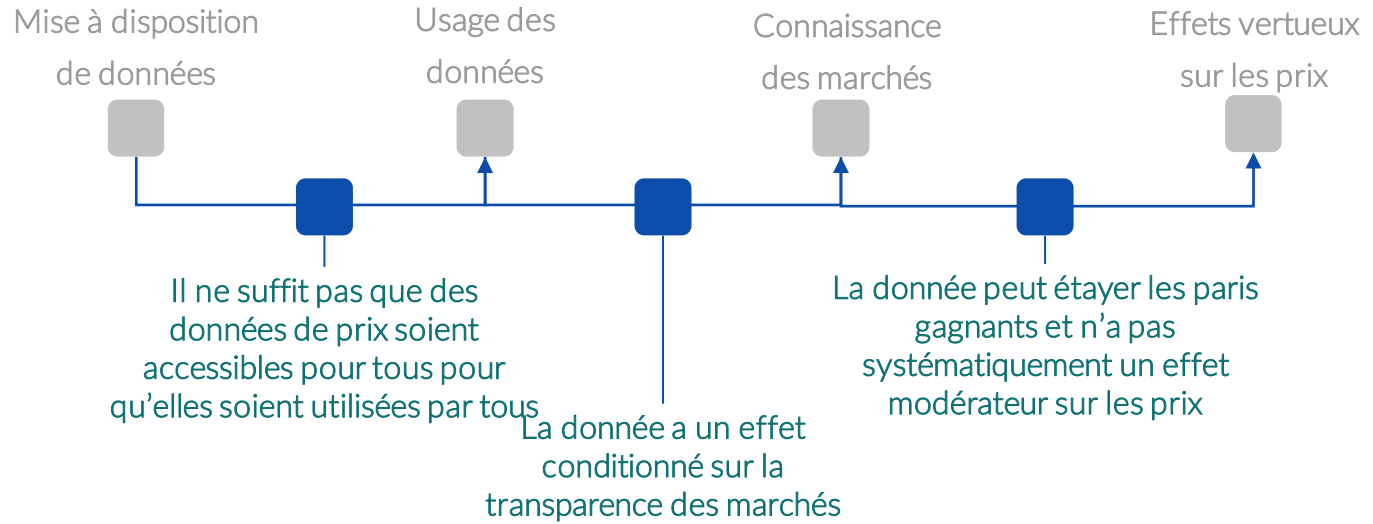 Mise à disposition
de données
Usage des
données
Connaissance
des marchés
Effets vertueux
sur les prix
Il ne suffit pas que des
données de prix soient
accessibles pour tous pour
qu’elles soient utilisées par tous
La donnée a un effet
conditionné sur la
transparence des marchés
La donnée peut étayer les paris
gagnants et n’a pas
systématiquement un effet
modérateur sur les prix